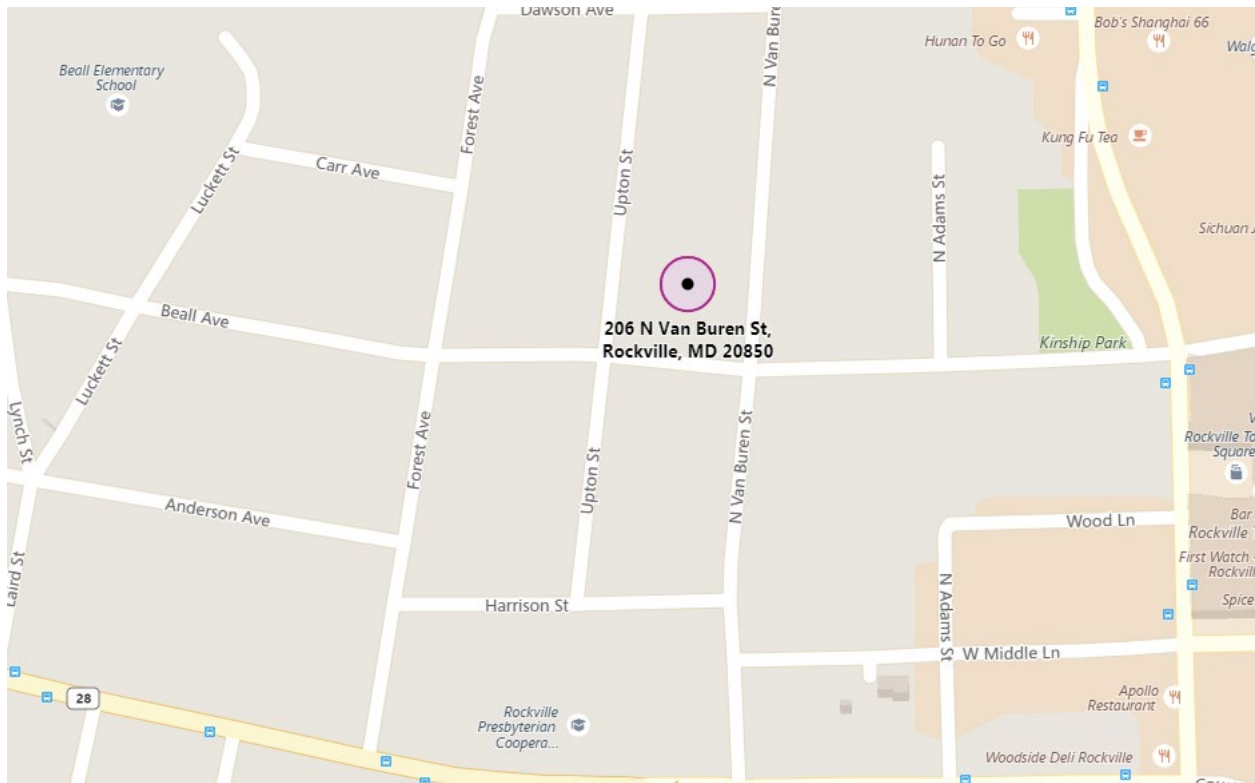 Dawson Ave
Bob's Shanghai 66
Hunan To Go
Beall Elementary
School
Forest Ave
N Van Bure
Kung Fu Tea
Carr Ave
Luckett St
Upton St
N Adams St
Sichuan J
Beall Ave
206 N Van Buren St,
Rockville, MD 20850
Kinship Park
Luckett St
Lynch St
Forest Ave
Upton St
N Van Buren St
Rockville To
Square
Anderson Ave
Wood Ln
Bar
Rockville
First Watch
Rockvil
Laird St
Harrison St
N Adams St
Spice
W Middle Ln
28
Rockville
Presbyterian
Coopera...
Apollo
Restaurant
Woodside Deli Rockville